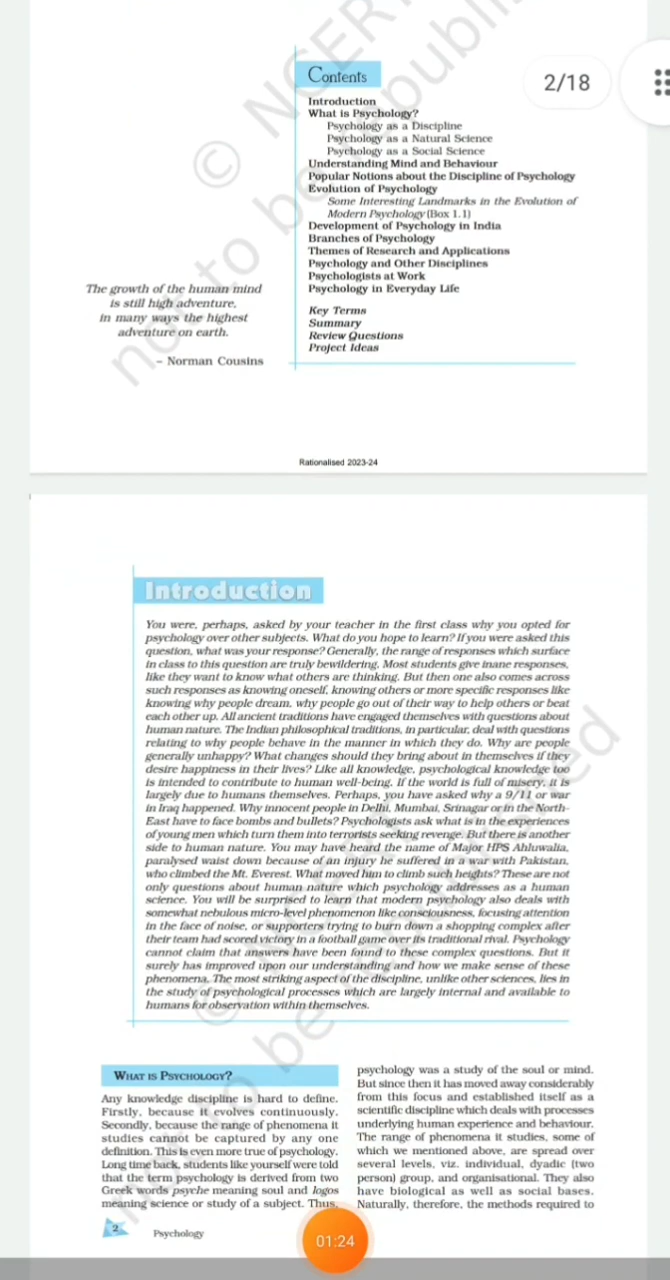 Contents
2/18
Introduction
What is Psychology?
Psychology as a Discipline
Psychology as a Natural Science
Psychology as a Social Science
Understanding Mind and Behaviour
Popular Notions about the Discipline of Psychology
Evolution of Psychology
Some Interesting Landmarks in the Evolution of
Modern Psychology (Box 1.1)
Development of Psychology in India
Branches of Psychology
Themes of Research and Applications
Psychology and Other Disciplines
Psychologists at Work
Psychology in Everyday Life
Key Terms
Summary
Review Questions
Project Ideas
The growth of the human mind
is still high adventure,
in many ways the highest
adventure on earth.
– Norman Cousins
Rationalised 2023-24
Introduction
You were, perhaps, asked by your teacher in the first class why you opted for
psychology over other subjects. What do you hope to learn? If you were asked this
question, what was your response? Generally, the range of responses which surface
in class to this question are truly bewildering. Most students give inane responses,
like they want to know what others are thinking. But then one also comes across
such responses as knowing oneself, knowing others or more specific responses like
knowing why people dream, why people go out of their way to help others or beat
each other up. All ancient traditions have engaged themselves with questions about
human nature. The Indian philosophical traditions, in particular, deal with questions
relating to why people behave in the manner in which they do. Why are people
generally unhappy? What changes should they bring about in themselves if they
desire happiness in their lives? Like all knowledge, psychological knowledge too
is intended to contribute to human well-being. If the world is full of misery, it is
largely due to humans themselves. Perhaps, you have asked why a 9/11 or war
in Iraq happened. Why innocent people in Delhi, Mumbai, Srinagar or in the North-
East have to face bombs and bullets? Psychologists ask what is in the experiences
of young men which turn them into terrorists seeking revenge. But there is another
side to human nature. You may have heard the name of Major HPS Ahluwalia,
paralysed waist down because of an injury he suffered in a war with Pakistan,
who climbed the Mt. Everest. What moved him to climb such heights? These are not
only questions about human nature which psychology addresses as a human
science. You will be surprised to learn that modern psychology also deals with
somewhat nebulous micro-level phenomenon like consciousness, focusing attention
in the face of noise, or supporters trying to burn down a shopping complex after
their team had scored victory in a football game over its traditional rival. Psychology
cannot claim that answers have been found to these complex questions. But it
surely has improved upon our understanding and how we make sense of these
phenomena. The most striking aspect of the discipline, unlike other sciences, lies in
the study of psychological processes which are largely internal and available to
humans for observation within themselves.
WHAT IS PSYCHOLOGY?
Any knowledge discipline is hard to define.
Firstly, because it evolves continuously.
Secondly, because the range of phenomena it
studies cannot be captured by any one
definition. This is even more true of psychology.
Long time back, students like yourself were told
that the term psychology is derived from two
Greek words psyche meaning soul and logos
meaning science or study of a subject. Thus,
psychology was a study of the soul or mind.
But since then it has moved away considerably
from this focus and established itself as a
scientific discipline which deals with processes
underlying human experience and behaviour.
The range of phenomena it studies, some of
which we mentioned above, are spread over
several levels, viz. individual, dyadic (two
person) group, and organisational. They also
have biological as well as social bases.
Naturally, therefore, the methods required to
2
Psychology
01:24
© NCERT
not to be republished